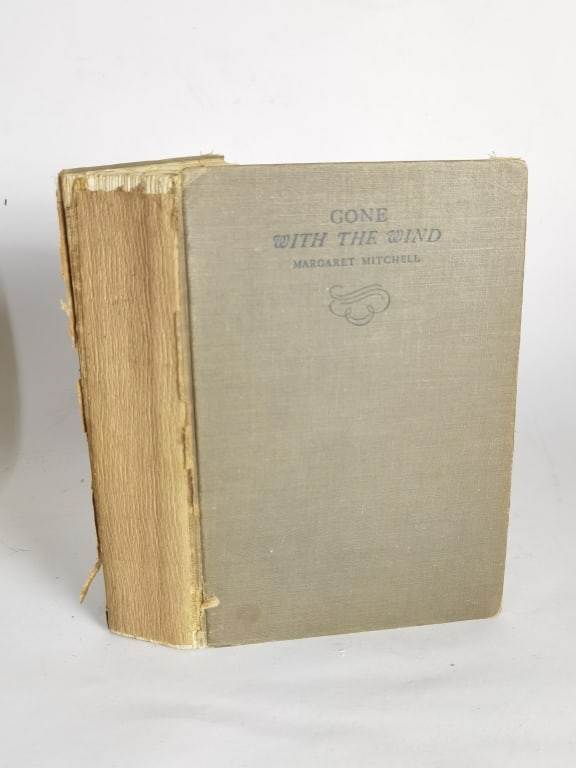 GONE
WITH THE WIND
MARGARET MITCHELL